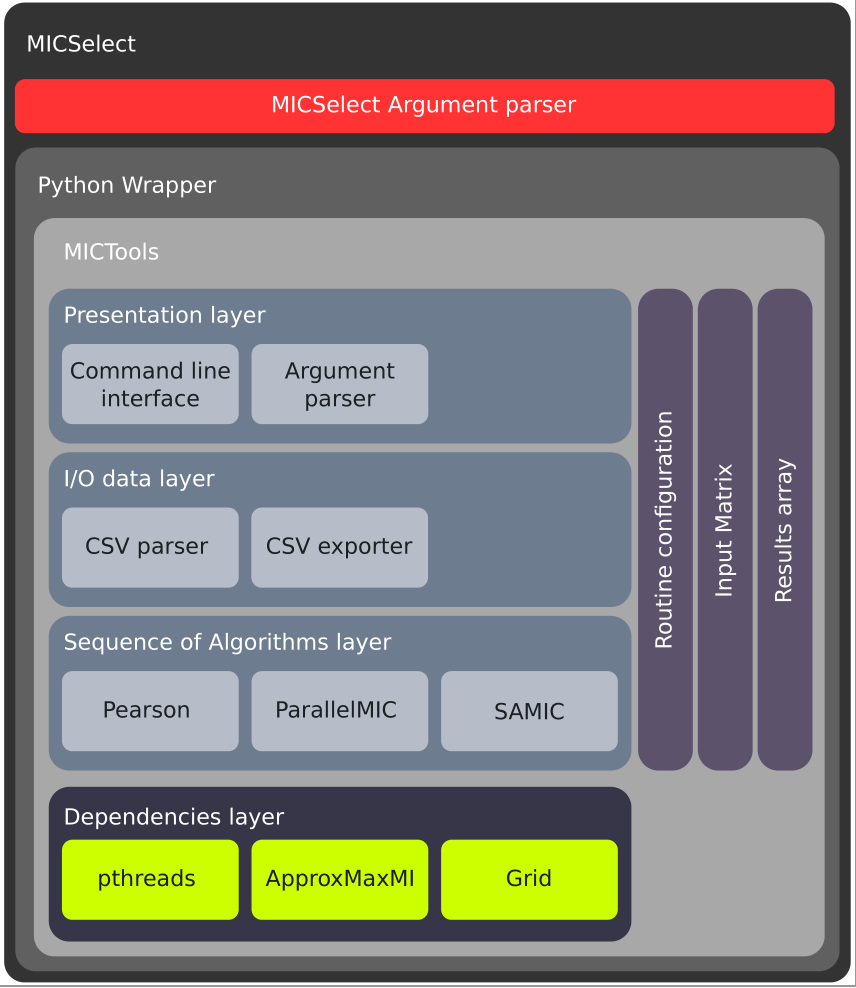 MICSelect
MICSelect Argument parser
Python Wrapper
MICTools
Presentation layer
Command line
interface
Argument
parser
I/O data layer
CSV parser
CSV exporter
Sequence of Algorithms layer
Pearson
ParallelMIC
SAMIC
Routine configuration
Input Matrix
Results array
Dependencies layer
pthreads
ApproxMaxMI
Grid